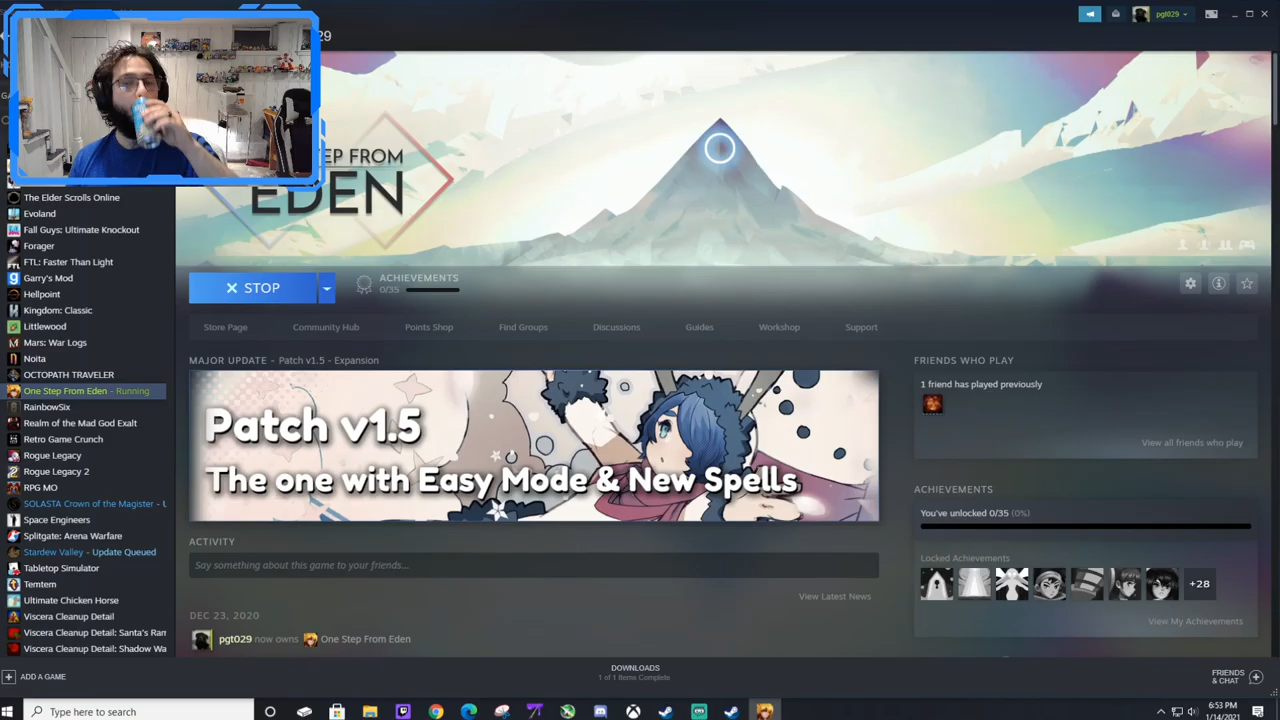 pgt029
29
STEP FROM
EDEN
The Elder Scrolls Online
Evoland
Fall Guys: Ultimate Knockout
Forager
FTL: Faster Than Light
Garry's Mod
Hellpoint
Kingdom: Classic
Littlewood
Mars: War Logs
Noita
OCTOPATH TRAVELER
One Step From Eden - Running
RainbowSix
Realm of the Mad God Exalt
Retro Game Crunch
Rogue Legacy
Rogue Legacy 2
RPG MO
SOLASTA Crown of the Magister - U
Space Engineers
Splitgate: Arena Warfare
Stardew Valley - Update Queued
Tabletop Simulator
Temtem
Ultimate Chicken Horse
Viscera Cleanup Detail
Viscera Cleanup Detail: Santa's Ram
Viscera Cleanup Detail: Shadow Wa
STOP
ACHIEVEMENTS
0/35
Store Page Community Hub Points Shop Find Groups Discussions Guides Workshop Support
MAJOR UPDATE - Patch v1.5 - Expansion
Patch v1.5
The one with Easy Mode & New Spells
ACTIVITY
Say something about this game to your friends...
View Latest News
DEC 23, 2020
pgt029 now owns One Step From Eden
FRIENDS WHO PLAY
1 friend has played previously
View all friends who play
ACHIEVEMENTS
You've unlocked 0/35 (0%)
Locked Achievements
+28
View My Achievements
ADD A GAME
DOWNLOADS
1 of 1 Items Complete
FRIENDS
& CHAT
Type here to search
6:53 PM